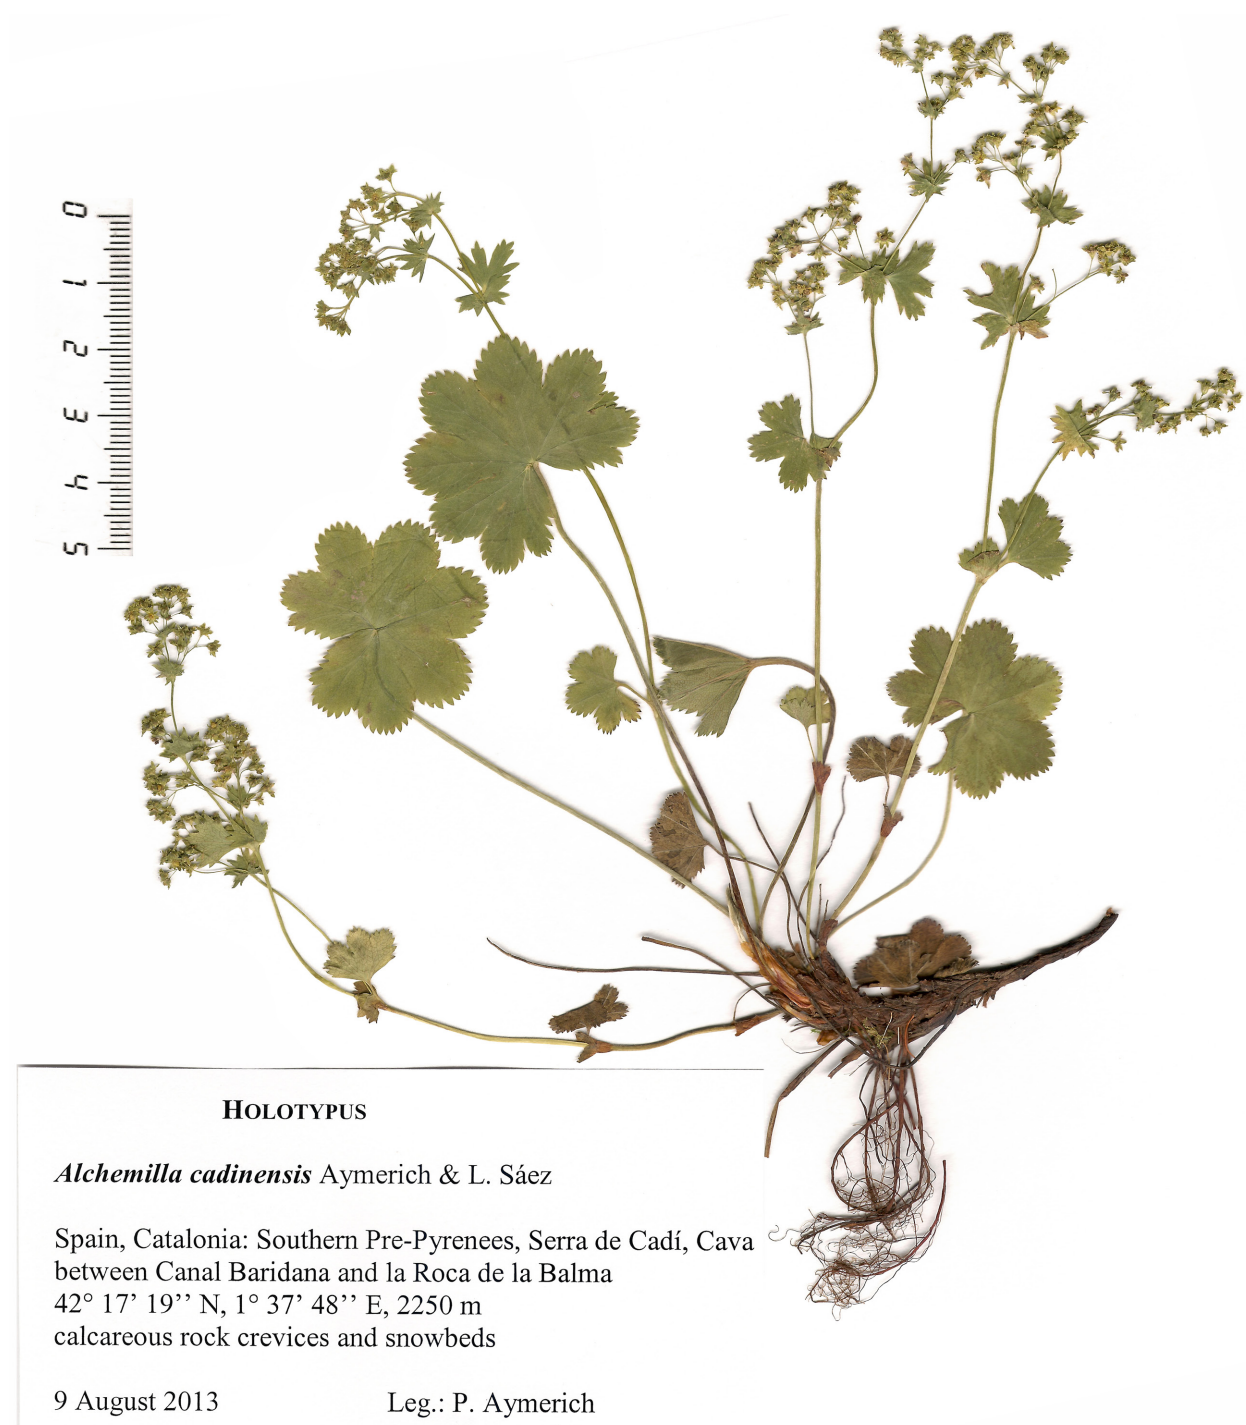 0
1
2
3
4
5
HOLOTYPUS
Alchemilla cadinensis Aymerich & L. Sáez
Spain, Catalonia: Southern Pre-Pyrenees, Serra de Cadí, Cava
between Canal Baridana and la Roca de la Balma
42° 17’ 19’’ N, 1° 37’ 48’’ E, 2250 m
calcareous rock crevices and snowbeds
9 August 2013 Leg.: P. Aymerich